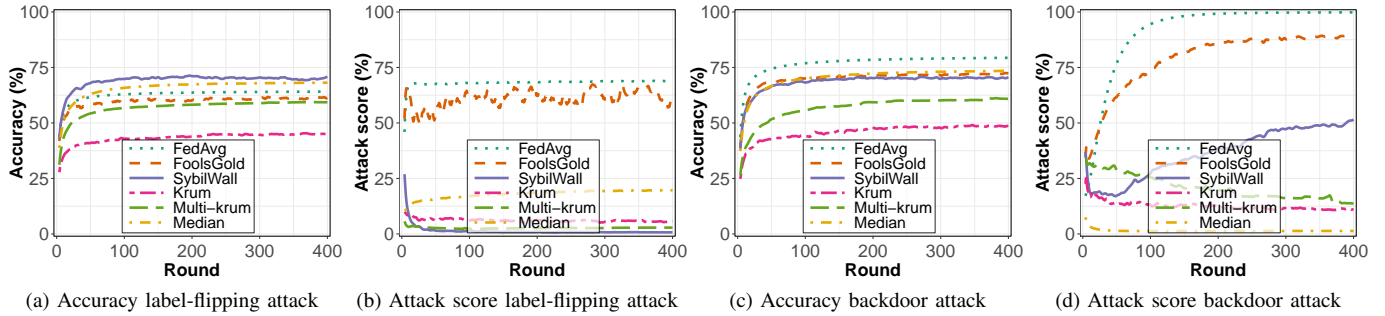 Accuracy (%)
100
75
50
25
0
FedAvg
FoolsGold
SybilWall
Krum
Multi-krum
Median
0
100
200
300
400
Round
(a) Accuracy label-flipping attack
Attack score (%)
100
75
50
25
0
FedAvg
FoolsGold
SybilWall
Krum
Multi-krum
Median
0
100
200
300
400
Round
(b) Attack score label-flipping attack
Accuracy (%)
100
75
50
25
0
FedAvg
FoolsGold
SybilWall
Krum
Multi-krum
Median
0
100
200
300
400
Round
(c) Accuracy backdoor attack
Attack score (%)
100
75
50
25
0
FedAvg
FoolsGold
SybilWall
Krum
Multi-krum
Median
0
100
200
300
400
Round
(d) Attack score backdoor attack